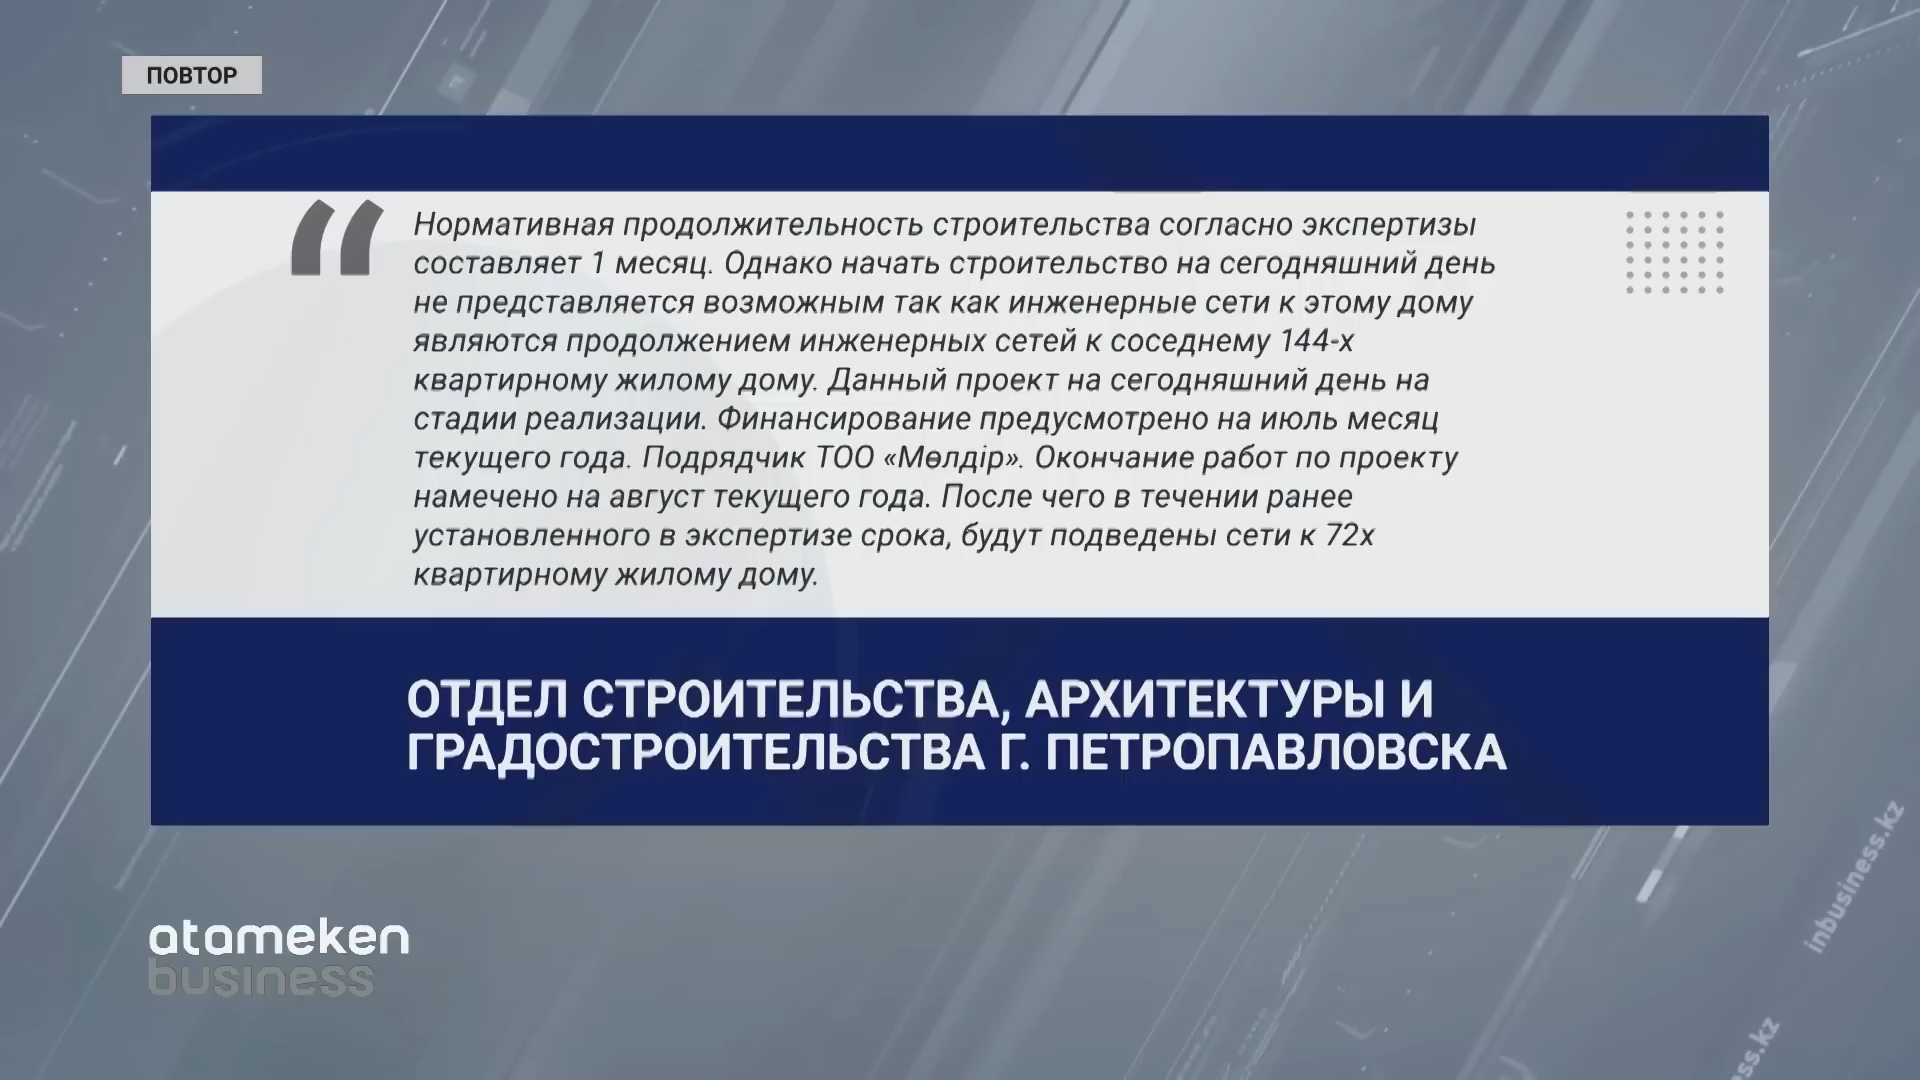 ПОВТОР
Нормативная продолжительность строительства согласно экспертизы
составляет 1 месяц. Однако начать строительство на сегодняшний день
не представляется возможным так как инженерные сети к этому дому
являются продолжением инженерных сетей к соседнему 144-х
квартирному жилому дому. Данный проект на сегодняшний день на
стадии реализации. Финансирование предусмотрено на июль месяц
текущего года. Подрядчик ТОО «Мөлдір». Окончание работ по проекту
намечено на август текущего года. После чего в течении ранее
установленного в экспертизе срока, будут подведены сети к 72х
квартирному жилому дому.
ОТДЕЛ СТРОИТЕЛЬСТВА, АРХИТЕКТУРЫ И
ГРАДОСТРОИТЕЛЬСТВА Г. ПЕТРОПАВЛОВСКА
atameken
business
inbusiness.kz
ss.kz